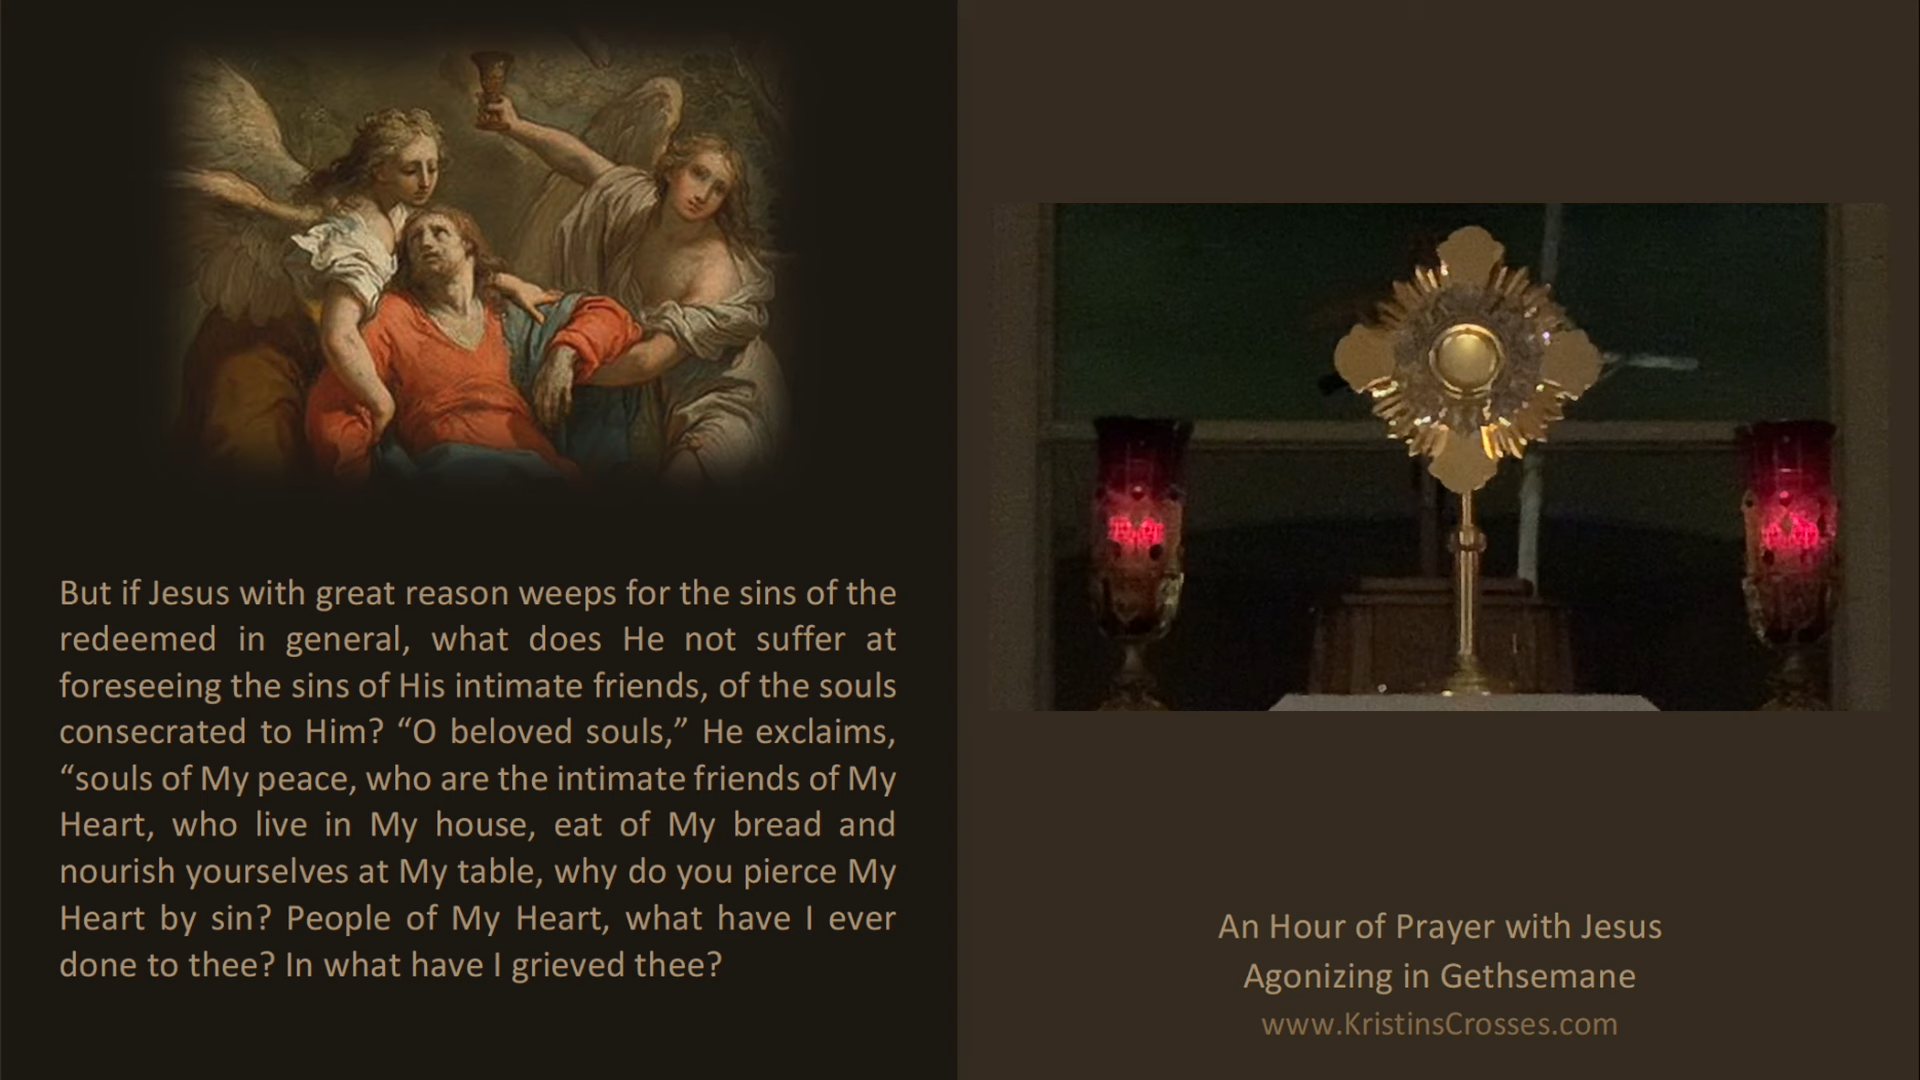 But if Jesus with great reason weeps for the sins of the
redeemed in general, what does He not suffer at
foreseeing the sins of His intimate friends, of the souls
consecrated to Him? “O beloved souls,” He exclaims,
“souls of My peace, who are the intimate friends of My
Heart, who live in My house, eat of My bread and
nourish yourselves at My table, why do you pierce My
Heart by sin? People of My Heart, what have I ever
done to thee? In what have I grieved thee?
An Hour of Prayer with Jesus
Agonizing in Gethsemane
www.KristinsCrosses.com